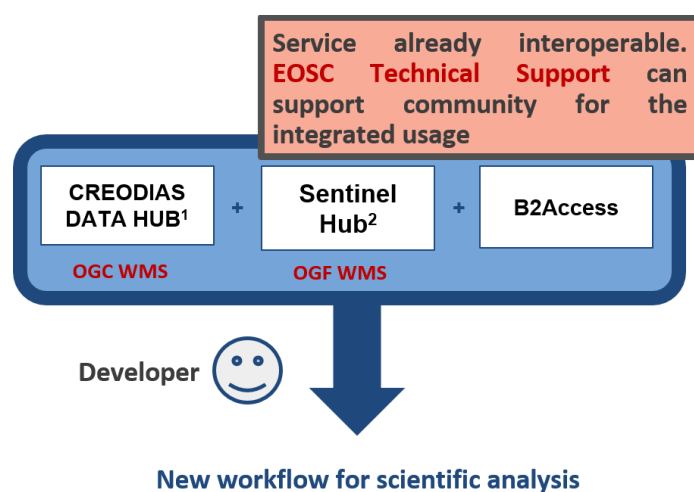 Service already interoperable.
EOSC Technical Support can
support community for the
integrated usage
CREODIAS
DATA HUB¹
+
Sentinel
Hub²
+
B2Access
OGC WMS
OGF WMS
Developer
New workflow for scientific analysis